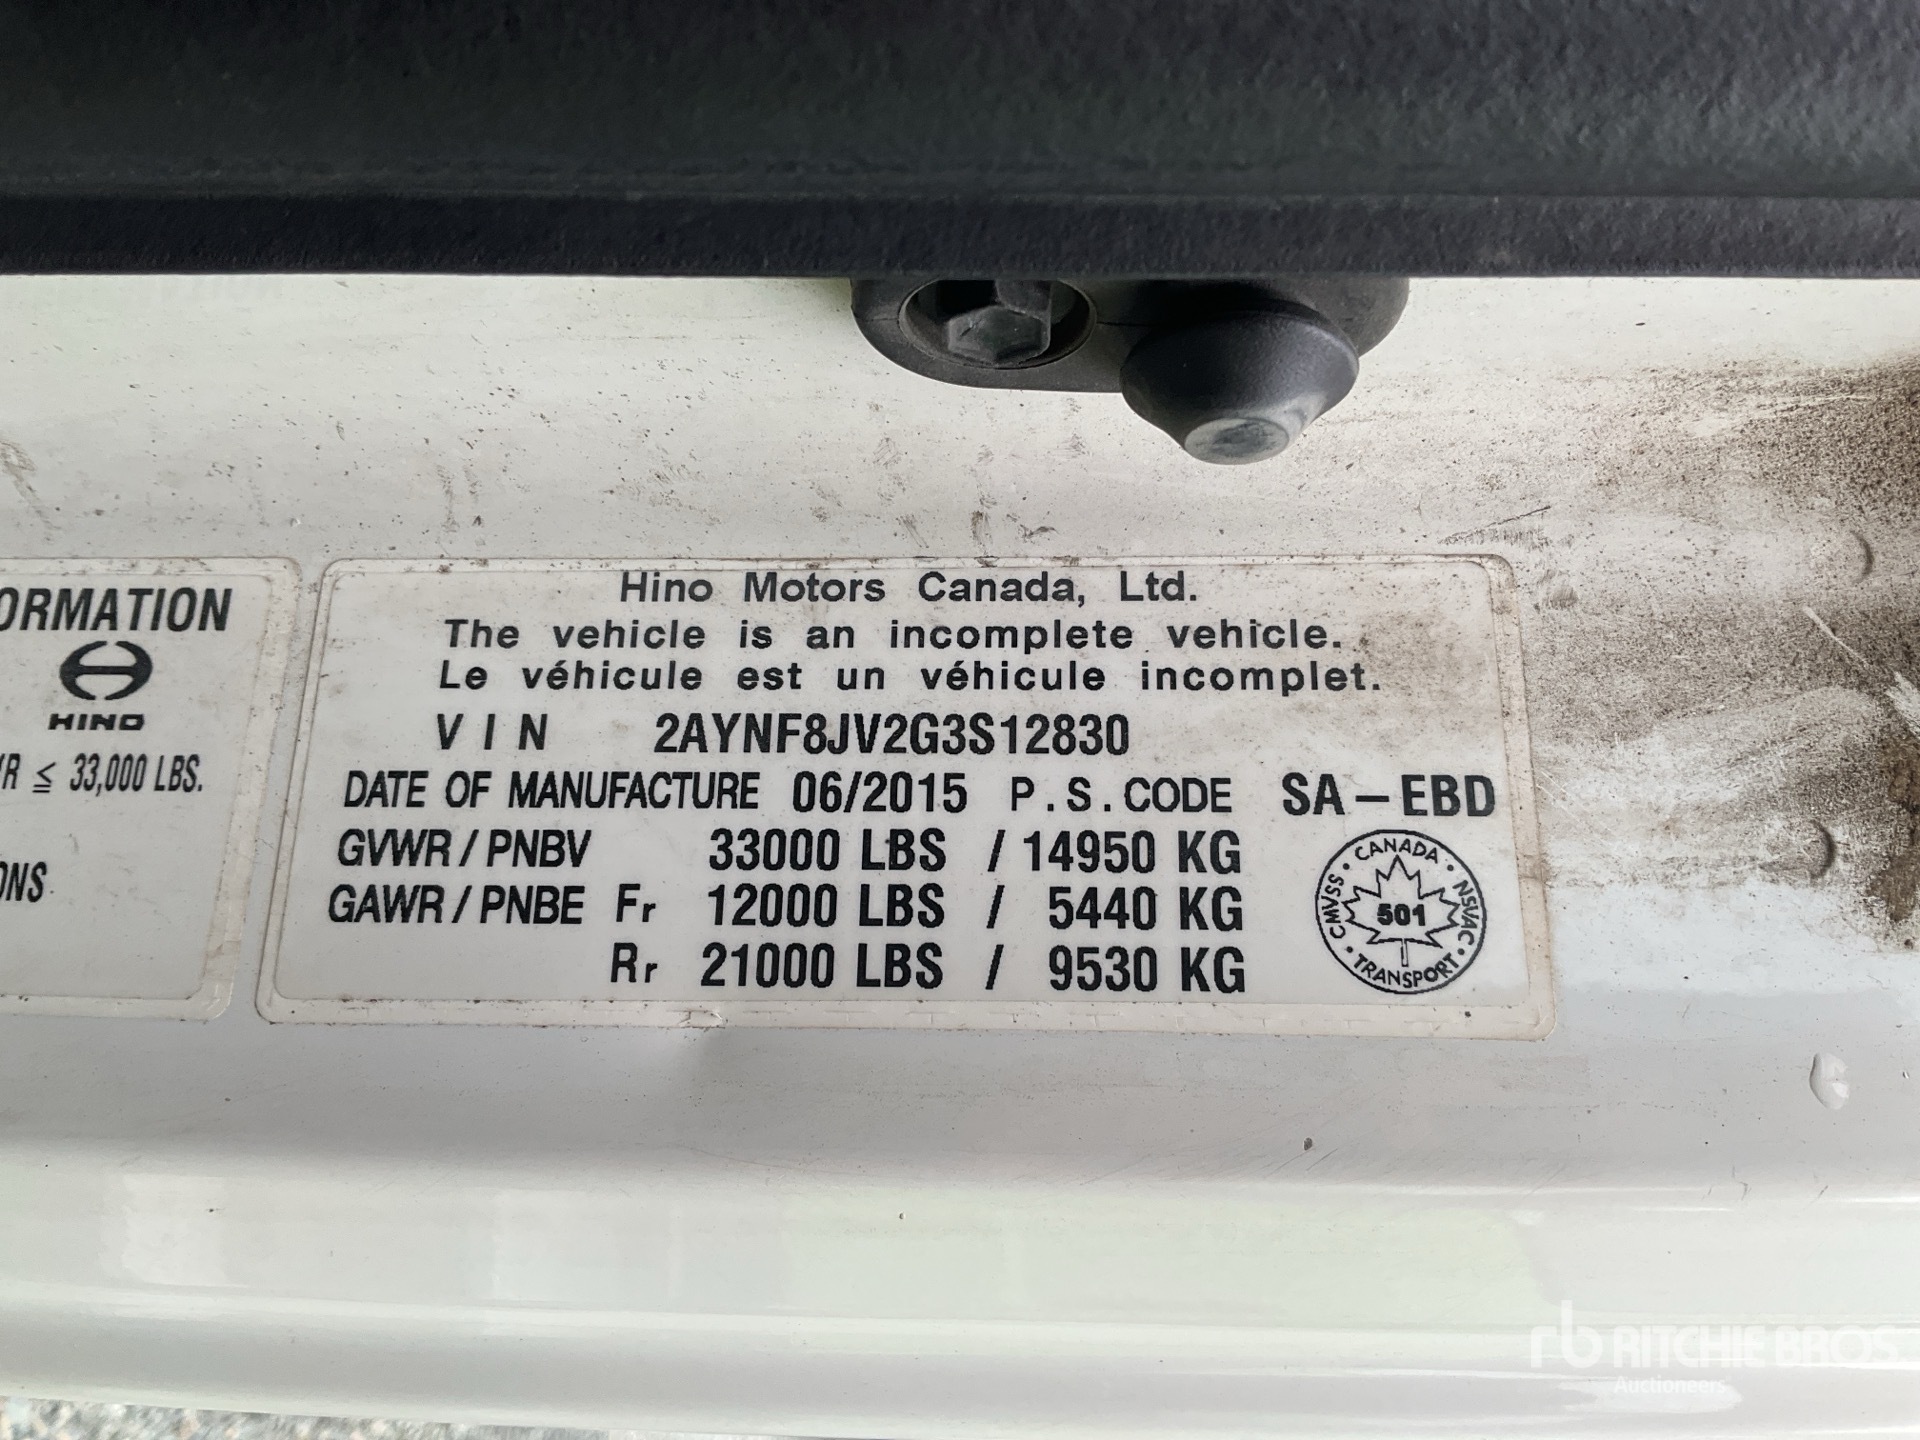 ORMATION
HINO
R ≦ 33,000 LBS.
ONS
Hino Motors Canada, Ltd.
The vehicle is an incomplete vehicle.
Le véhicule est un véhicule incomplet.
VIN 2AYNF8JV2G3S12830
DATE OF MANUFACTURE 06/2015 P.S.CODE SA-EBD
GVWR/PNBV 33000 LBS / 14950 KG
GAWR/PNBE Fr 12000 LBS / 5440 KG
Rr 21000 LBS / 9530 KG
CANADA
CMVSS
NSVAC
501
TRANSPORT
rb RITCHIE BROS
Auctioneers